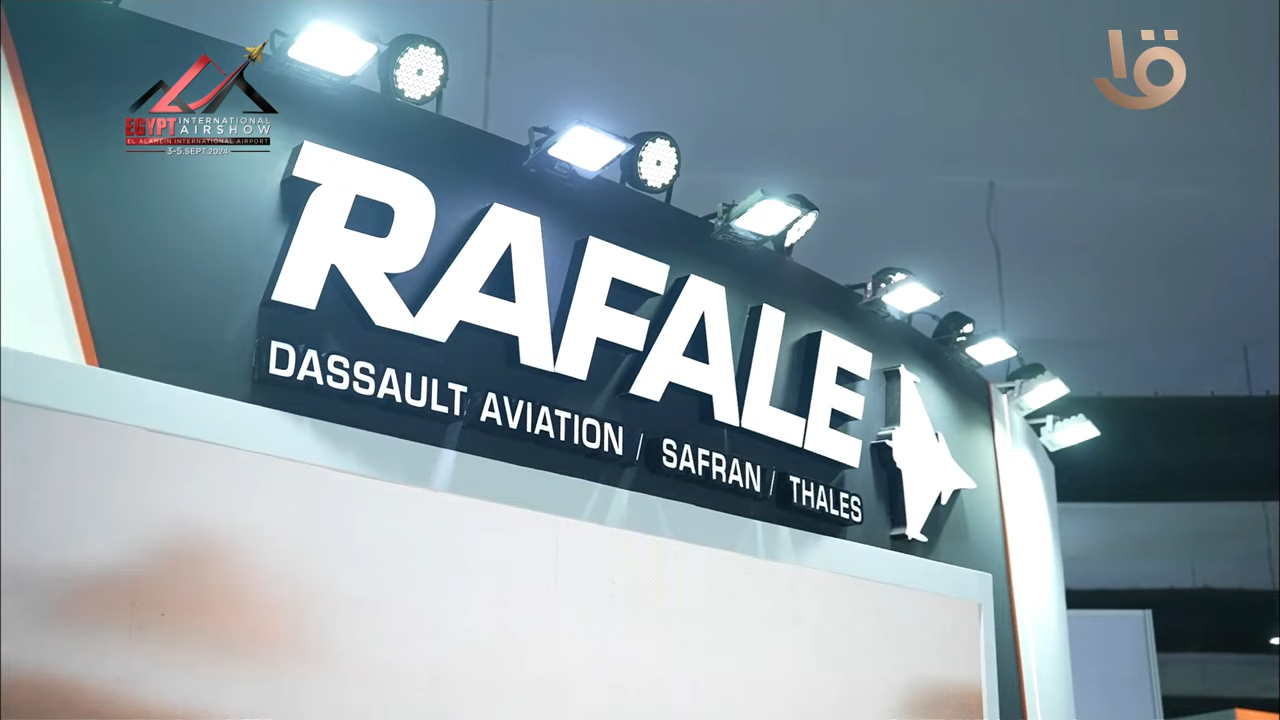 EGYPT INTERNATIONAL AIRSHOW
EL ALAMEIN INTERNATIONAL AIRPORT
3-5.SEPT.2024
RAFALE
DASSAULT AVIATION / SAFRAN / THALES